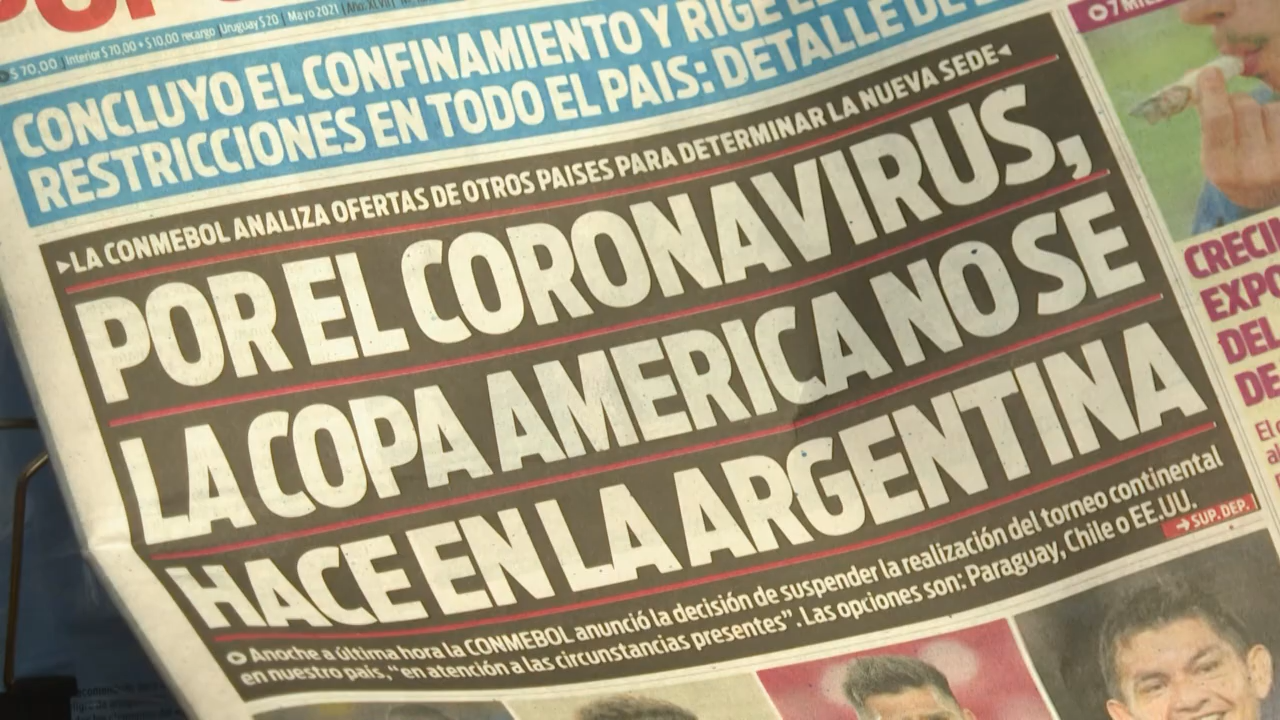 $ 70,00 | Interior $ 70,00 + $ 10,00 recargo | Uruguay $ 20 | Mayo 2021
7
CONCLUYO EL CONFINAMIENTO Y RIGE
RESTRICCIONES EN TODO EL PAIS: DETALLE DE
LA CONMEBOL ANALIZA OFERTAS DE OTROS PAISES PARA DETERMINAR LA NUEVA SEDE
POR EL CORONAVIRUS,
LA COPA AMERICA NO SE
HACE EN LA ARGENTINA
Anoche a última hora la CONMEBOL anunció la decisión de suspender la realización del torneo continental
en nuestro país, "en atención a las circunstancias presentes". Las opciones son: Paraguay, Chile o EE.UU.
SUP. DEP.
DEL